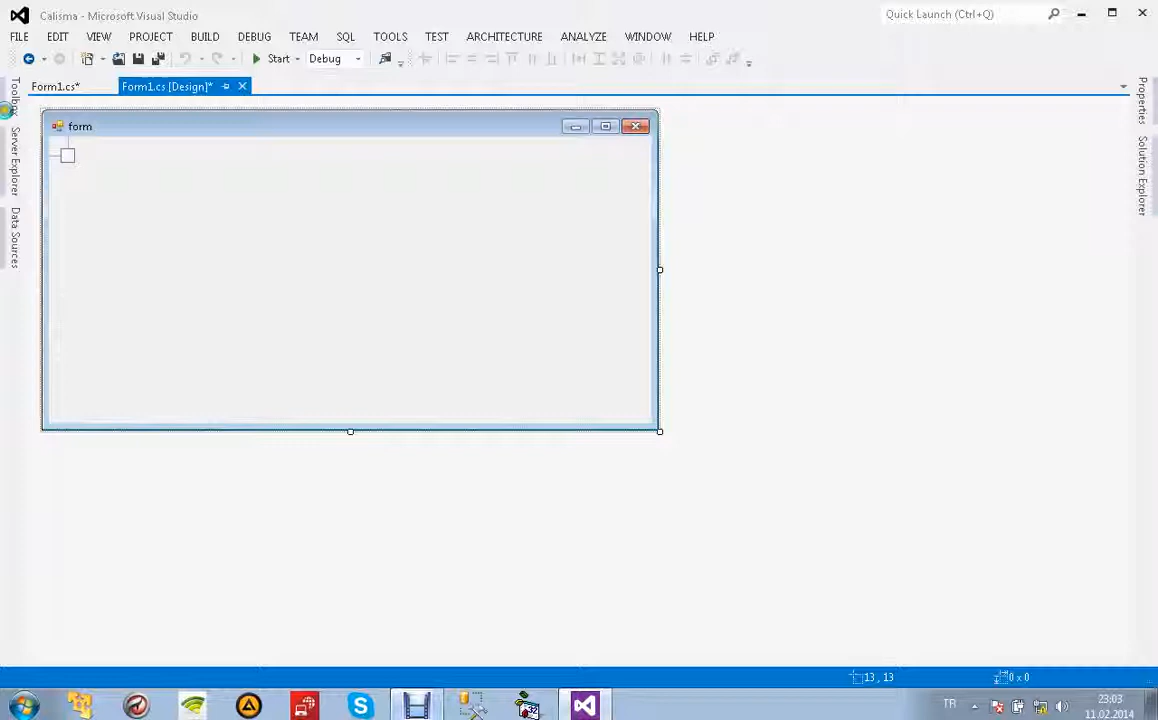 Calisma - Microsoft Visual Studio
Quick Launch (Ctrl+Q)
FILE EDIT VIEW PROJECT BUILD DEBUG TEAM SQL TOOLS TEST ARCHITECTURE ANALYZE WINDOW HELP
Start Debug
Form1.cs* Form1.cs [Design]*
Toolbox
Server Explorer
Data Sources
form
Properties
Solution Explorer
13 , 13
0 x 0
TR
23:03
11.02.2014